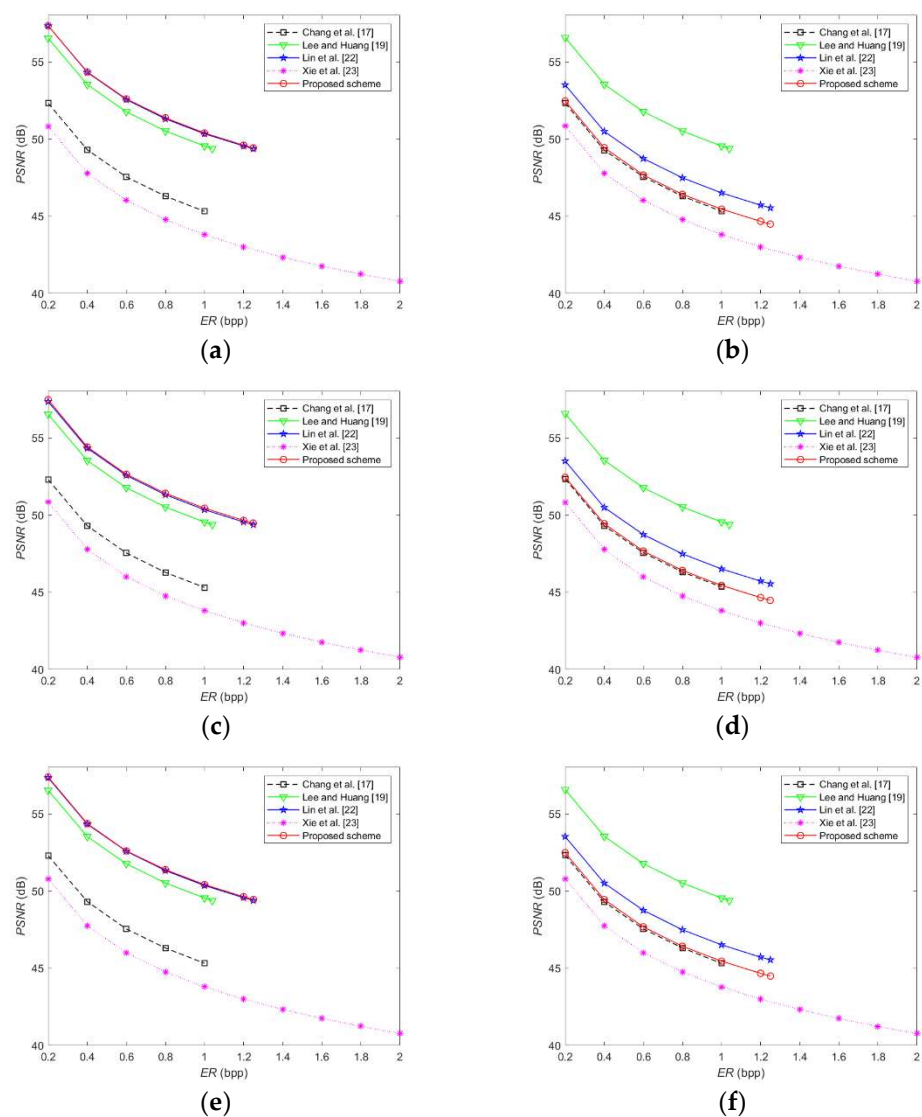 Chang et al. [17]
Lee and Huang [19]
Lin et al. [22]
Xie et al. [23]
Proposed scheme
55
50
45
40
PSNR (dB)
0.2 0.4 0.6 0.8 1 1.2 1.4 1.6 1.8 2
ER (bpp)
(a)
Chang et al. [17]
Lee and Huang [19]
Lin et al. [22]
Xie et al. [23]
Proposed scheme
55
50
45
40
PSNR (dB)
0.2 0.4 0.6 0.8 1 1.2 1.4 1.6 1.8 2
ER (bpp)
(b)
Chang et al. [17]
Lee and Huang [19]
Lin et al. [22]
Xie et al. [23]
Proposed scheme
55
50
45
40
PSNR (dB)
0.2 0.4 0.6 0.8 1 1.2 1.4 1.6 1.8 2
ER (bpp)
(c)
Chang et al. [17]
Lee and Huang [19]
Lin et al. [22]
Xie et al. [23]
Proposed scheme
55
50
45
40
PSNR (dB)
0.2 0.4 0.6 0.8 1 1.2 1.4 1.6 1.8 2
ER (bpp)
(d)
Chang et al. [17]
Lee and Huang [19]
Lin et al. [22]
Xie et al. [23]
Proposed scheme
55
50
45
40
PSNR (dB)
0.2 0.4 0.6 0.8 1 1.2 1.4 1.6 1.8 2
ER (bpp)
(e)
Chang et al. [17]
Lee and Huang [19]
Lin et al. [22]
Xie et al. [23]
Proposed scheme
55
50
45
40
PSNR (dB)
0.2 0.4 0.6 0.8 1 1.2 1.4 1.6 1.8 2
ER (bpp)
(f)